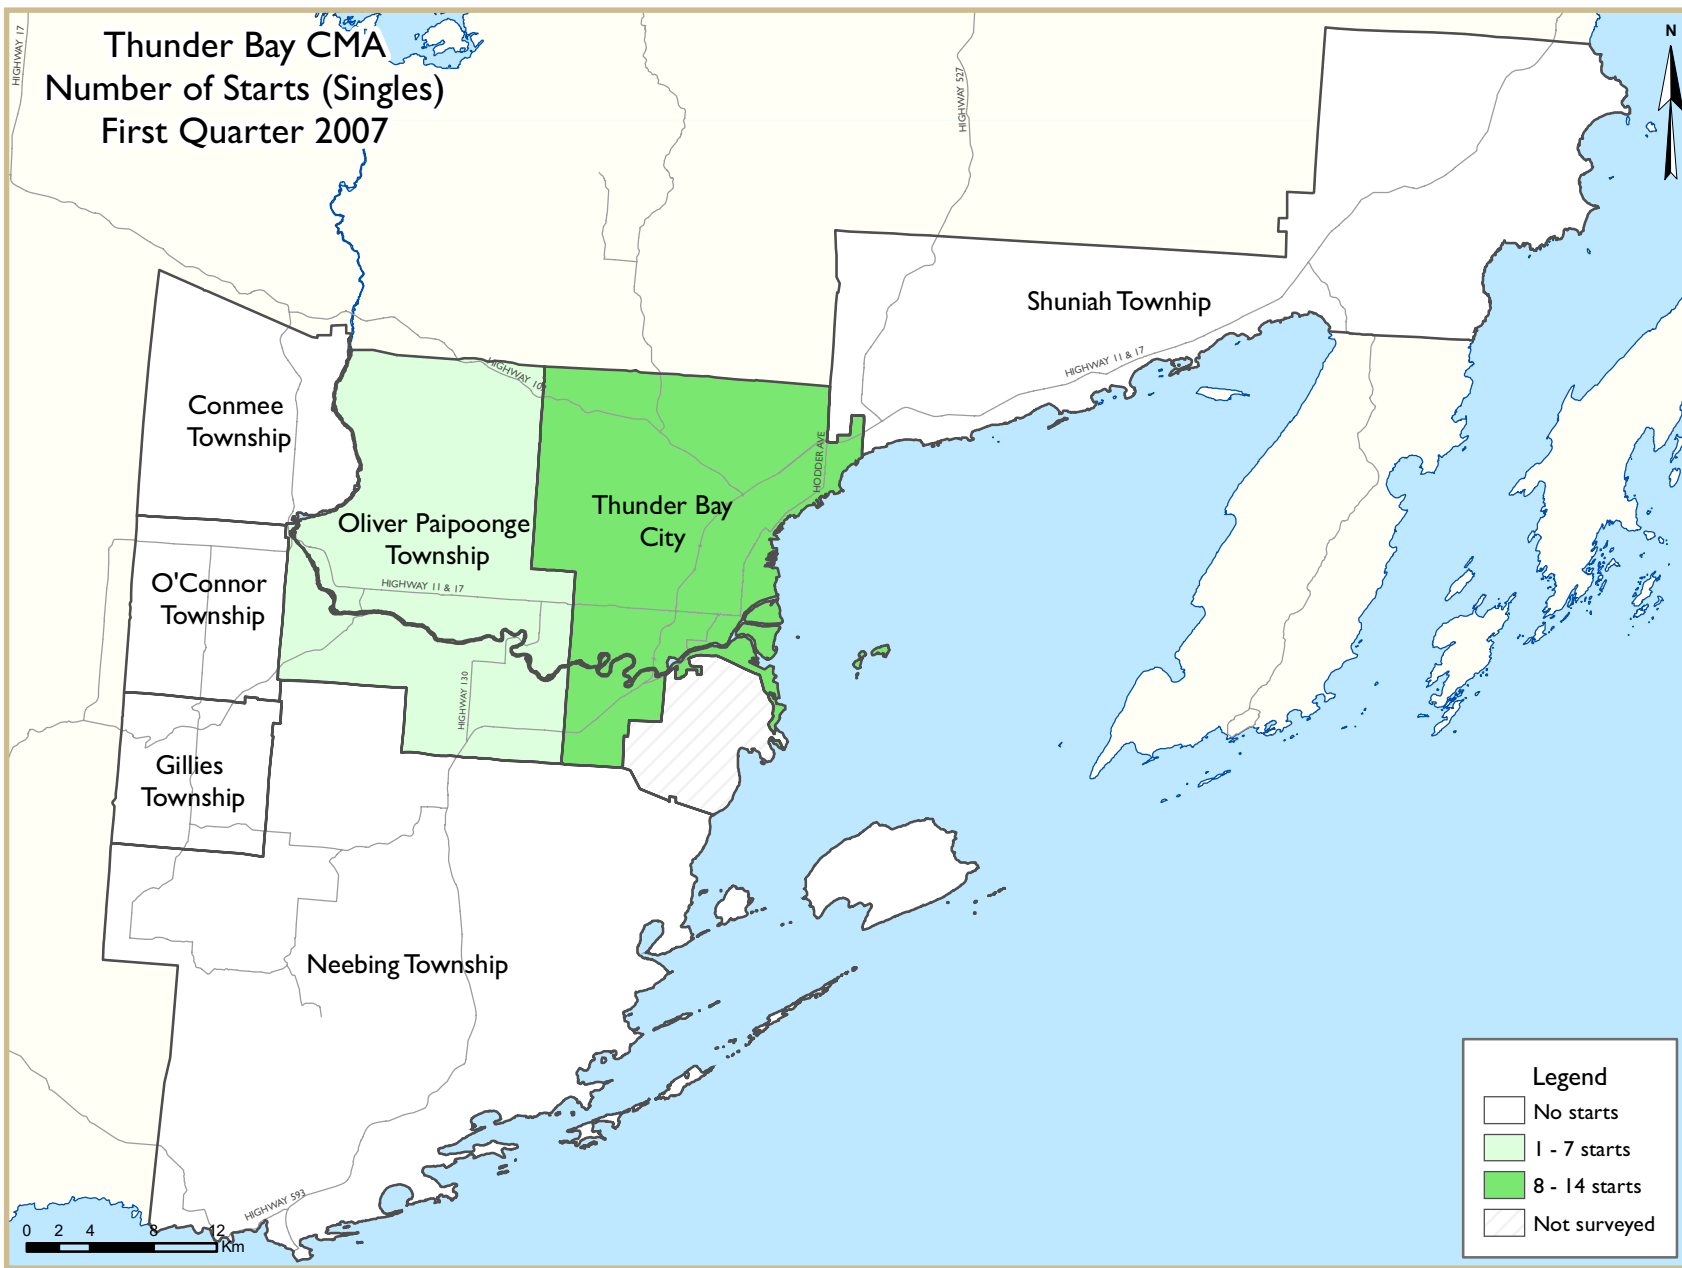 Thunder Bay CMA
Number of Starts (Singles)
First Quarter 2007
N
HIGHWAY 17
HIGHWAY 527
Shuniah Townhip
HIGHWAY 11 & 17
HIGHWAY 102
Conmee
Township
HODDER AVE
Thunder Bay
City
Oliver Paipoonge
Township
O'Connor
Township
HIGHWAY 11 & 17
HIGHWAY 130
Gillies
Township
Neebing Township
HIGHWAY 593
0 2 4 8 12
Km
Legend
No starts
1 - 7 starts
8 - 14 starts
Not surveyed